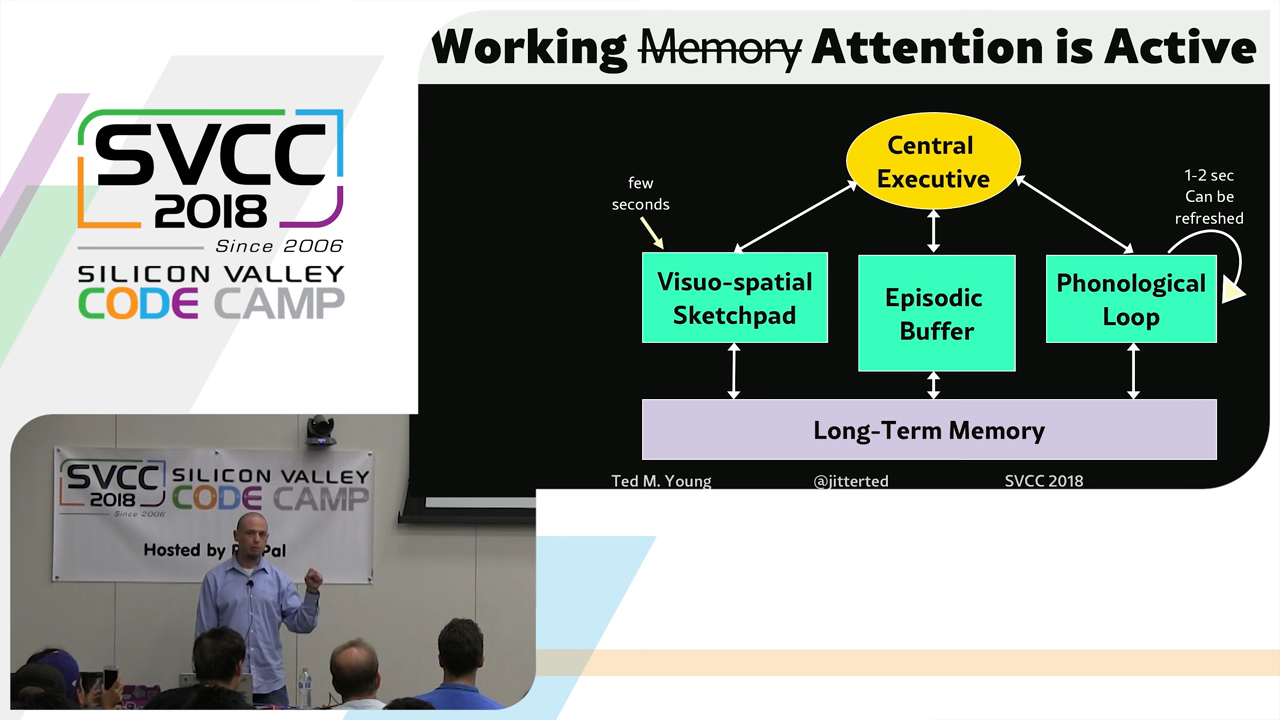 Working Memory Attention is Active
SVCC
2018
Since 2006
SILICON VALLEY
CODE CAMP
Central
Executive
few
seconds
1-2 sec
Can be
refreshed
Visuo-spatial
Sketchpad
Episodic
Buffer
Phonological
Loop
Long-Term Memory
Ted M. Young
@jitterted
SVCC 2018
SVCC
2018
Since 2006
SILICON VALLEY
CODE CAMP
Hosted by